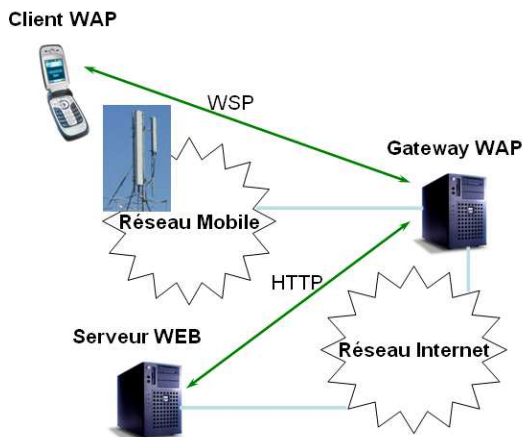 Client WAP
WSP
Gateway WAP
Réseau Mobile
HTTP
Serveur WEB
Réseau Internet